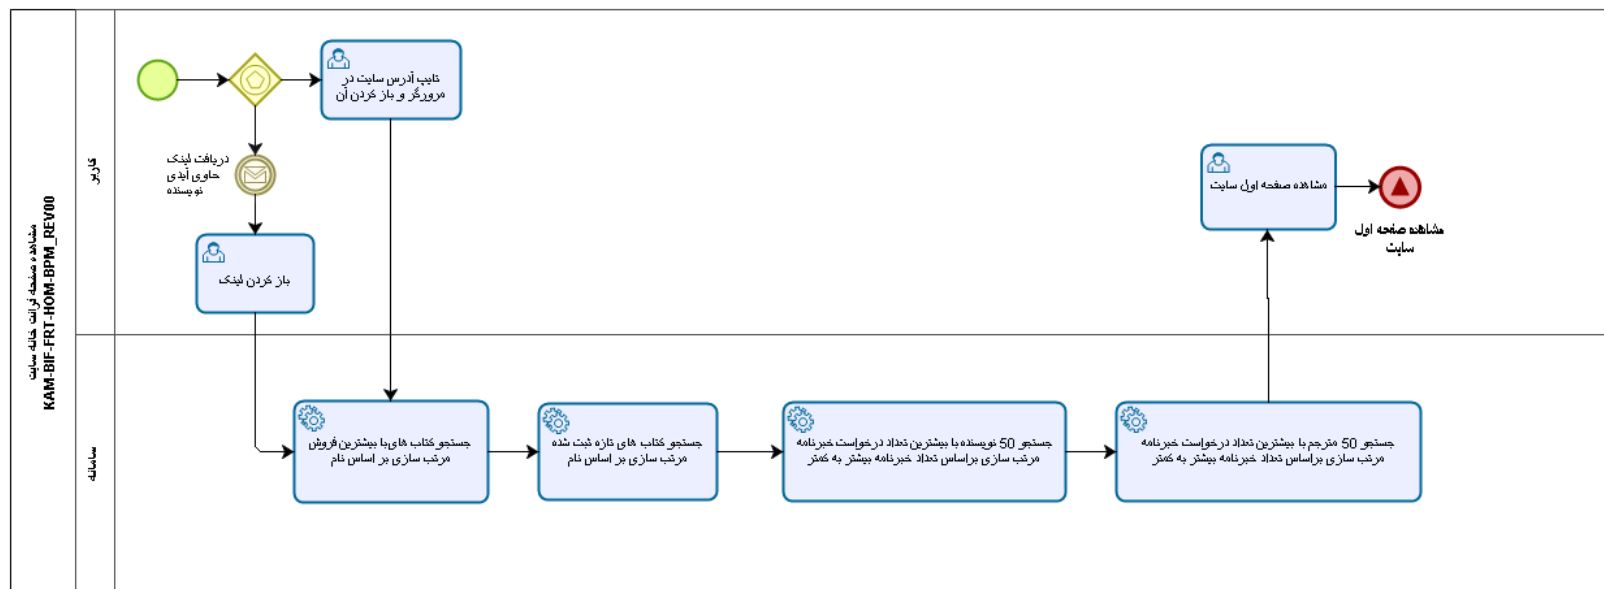 مشاهده صفحه فرانت خانه سایت
KAM-BIF-FRT-HOM-BPM_REV00
کاربر
تایپ آدرس سایت در
مرورگر و باز کردن آن
دریافت لینک
حاوی آیدی
نویسنده
باز کردن لینک
مشاهده صفحه اول سایت
مشاهده صفحه اول
سایت
سامانه
جستجو کتاب های با بیشترین فروش
مرتب سازی بر اساس نام
جستجو کتاب های تازه ثبت شده
مرتب سازی بر اساس نام
جستجو 50 نویسنده با بیشترین تعداد درخواست خبرنامه
مرتب سازی براساس تعداد خبرنامه بیشتر به کمتر
جستجو 50 مترجم با بیشترین تعداد درخواست خبرنامه
مرتب سازی براساس تعداد خبرنامه بیشتر به کمتر